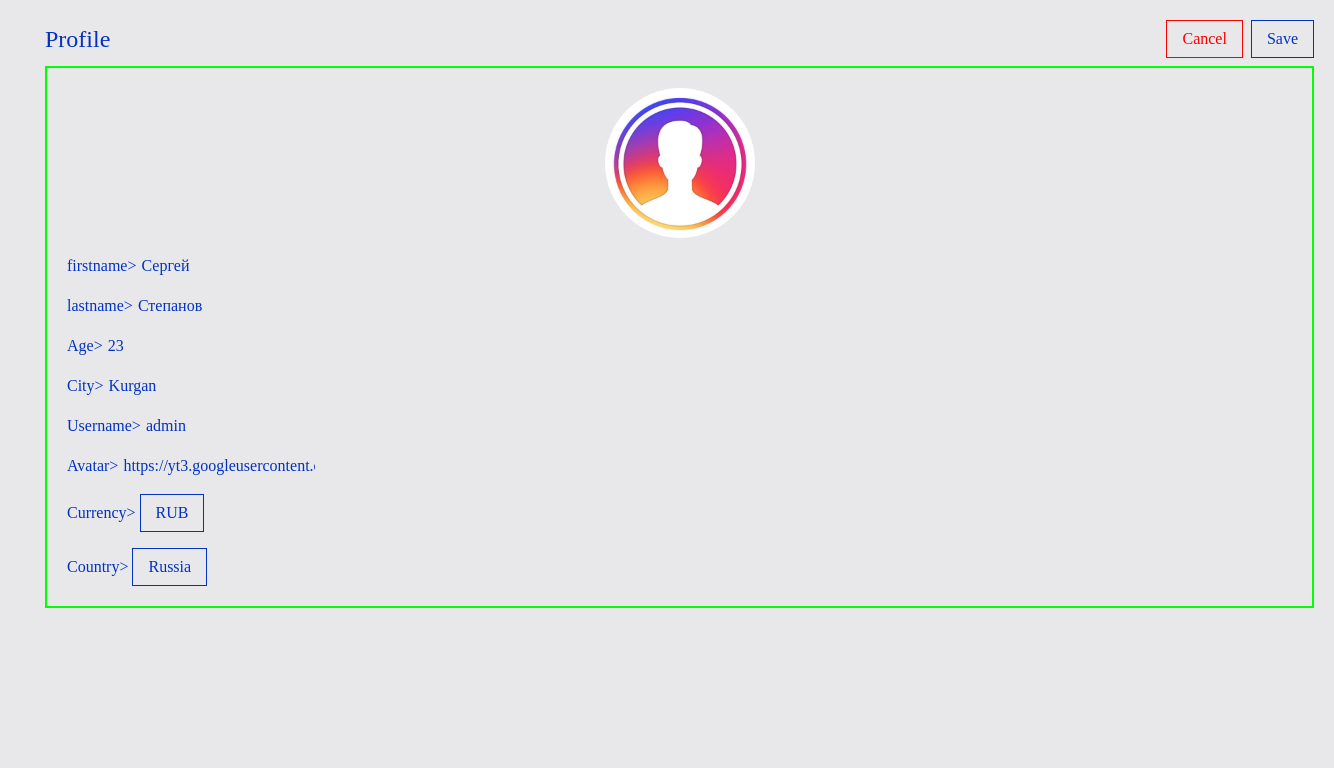 Profile
Cancel Save
firstname> Сергей
lastname> Степанов
Age> 23
City> Kurgan
Username> admin
Avatar> https://yt3.googleusercontent.
Currency> RUB
Country> Russia